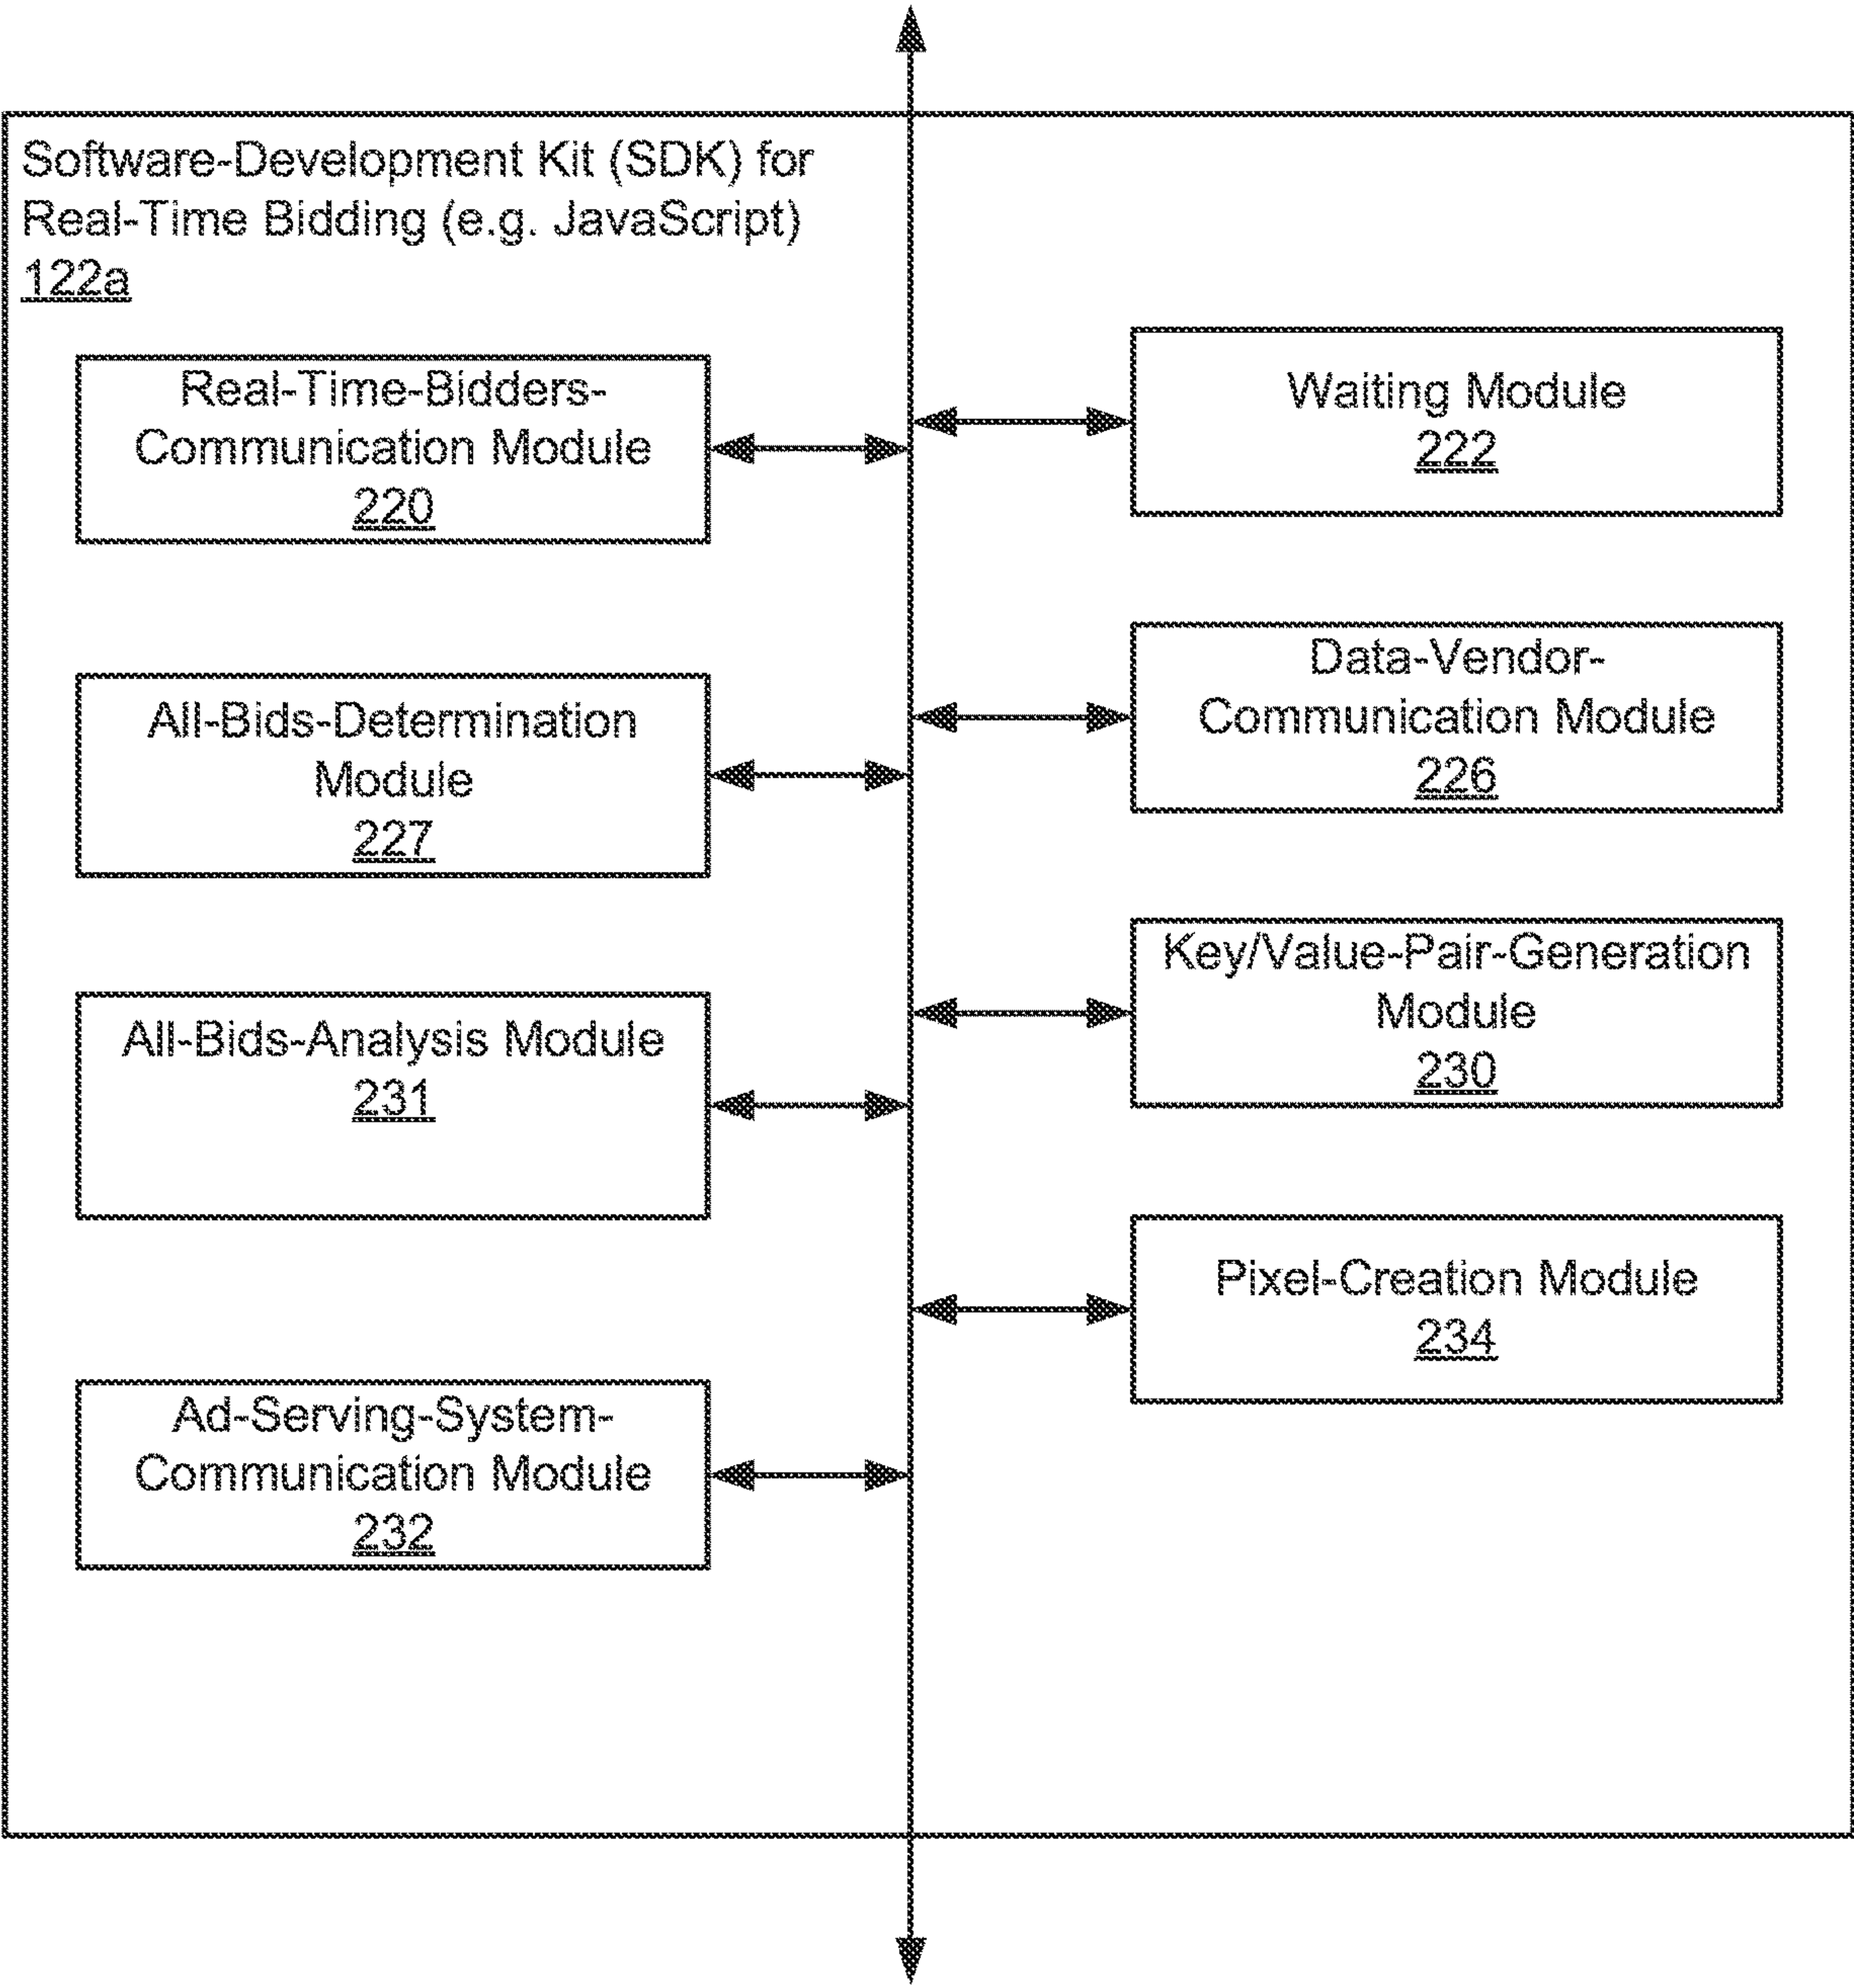 Software-Development Kit (SDK) for
Real-Time Bidding (e.g. JavaScript)
122a
Real-Time-Bidders-
Communication Module
220
Waiting Module
222
All-Bids-Determination
Module
227
Data-Vendor-
Communication Module
226
All-Bids-Analysis Module
231
Key/Value-Pair-Generation
Module
230
Ad-Serving-System-
Communication Module
232
Pixel-Creation Module
234